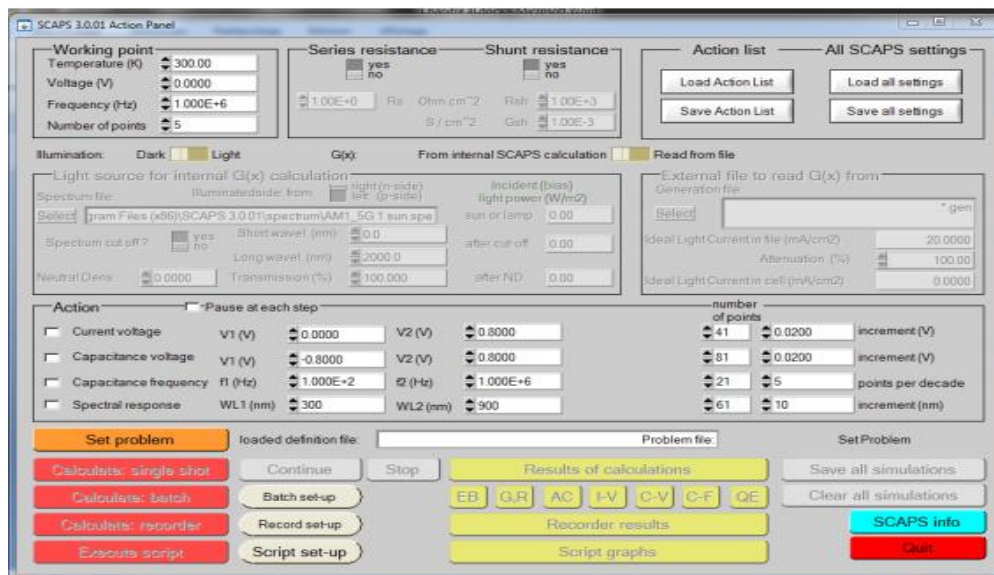 SCAPS 3.0.01 Action Panel
Working point
Temperature (K) 300.00
Voltage (V) 0.0000
Frequency (Hz) 1.000E+6
Number of points 5
Series resistance
yes
no
Shunt resistance
yes
no
1.00E+0 Rs Ohm.cm^2 Rsh 1.00E+3
S / cm^2 Gsh 1.00E-3
Action list
Load Action List
Save Action List
All SCAPS settings
Load all settings
Save all settings
Illumination: Dark Light G(x): From internal SCAPS calculation Read from file
Light source for internal G(x) calculation
Spectrum file: Illuminated side: from right (n-side)
left (p-side)
Select gram Files (x86)\SCAPS 3.0.01\spectrum\AM1_5G 1 sun.spe
Spectrum cut off ? yes
no
Short wavel. (nm) 0.0
Long wavel. (nm) 2000.0
Neutral Dens. 0.0000 Transmission (%) 100.000
Incident (bias)
light power (W/m2)
sun or lamp 0.00
after cut off 0.00
after ND 0.00
External file to read G(x) from
Generation file
Select *.gen
Ideal Light Current in file (mA/cm2) 20.0000
Attenuation (%) 100.00
Ideal Light Current in cell (mA/cm2) 0.0000
Action Pause at each step number
of points
Current voltage V1 (V) 0.0000 V2 (V) 0.8000 41 0.0200 increment (V)
Capacitance voltage V1 (V) -0.8000 V2 (V) 0.8000 81 0.0200 increment (V)
Capacitance frequency f1 (Hz) 1.000E+2 f2 (Hz) 1.000E+6 21 5 points per decade
Spectral response WL1 (nm) 300 WL2 (nm) 900 61 10 increment (nm)
Set problem loaded definition file: Problem file: Set Problem
Calculate: single shot Continue Stop Results of calculations Save all simulations
Calculate: batch Batch set-up EB G,R AC I-V C-V C-F QE Clear all simulations
Calculate: recorder Record set-up Recorder results SCAPS info
Execute script Script set-up Script graphs Quit